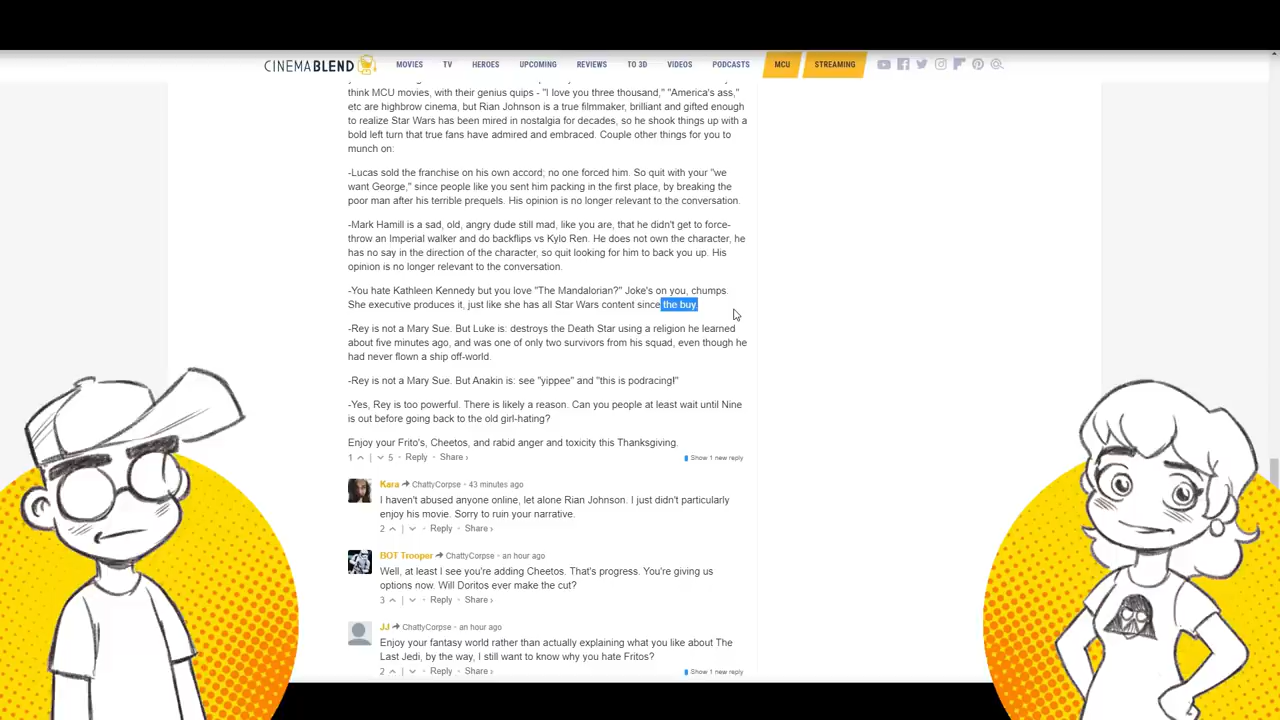 CINEMABLEND
MOVIES TV HEROES UPCOMING REVIEWS TO 3D VIDEOS PODCASTS MCU STREAMING
think MCU movies, with their genius quips - "I love you three thousand," "America's ass,"
etc are highbrow cinema, but Rian Johnson is a true filmmaker, brilliant and gifted enough
to realize Star Wars has been mired in nostalgia for decades, so he shook things up with a
bold left turn that true fans have admired and embraced. Couple other things for you to
munch on:
-Lucas sold the franchise on his own accord; no one forced him. So quit with your "we
want George," since people like you sent him packing in the first place, by breaking the
poor man after his terrible prequels. His opinion is no longer relevant to the conversation.
-Mark Hamill is a sad, old, angry dude still mad, like you are, that he didn't get to force-
throw an Imperial walker and do backflips vs Kylo Ren. He does not own the character, he
has no say in the direction of the character, so quit looking for him to back you up. His
opinion is no longer relevant to the conversation.
-You hate Kathleen Kennedy but you love "The Mandalorian?" Joke's on you, chumps.
She executive produces it, just like she has all Star Wars content since the buy.
-Rey is not a Mary Sue. But Luke is: destroys the Death Star using a religion he learned
about five minutes ago, and was one of only two survivors from his squad, even though he
had never flown a ship off-world.
-Rey is not a Mary Sue. But Anakin is: see "yippee" and "this is podracing!"
-Yes, Rey is too powerful. There is likely a reason. Can you people at least wait until Nine
is out before going back to the old girl-hating?
Enjoy your Frito's, Cheetos, and rabid anger and toxicity this Thanksgiving.
1 | 5 • Reply • Share › Show 1 new reply
Kara ChattyCorpse • 43 minutes ago
I haven't abused anyone online, let alone Rian Johnson. I just didn't particularly
enjoy his movie. Sorry to ruin your narrative.
2 | • Reply • Share ›
BOT Trooper ChattyCorpse • an hour ago
Well, at least I see you're adding Cheetos. That's progress. You're giving us
options now. Will Doritos ever make the cut?
3 | • Reply • Share ›
JJ ChattyCorpse • an hour ago
Enjoy your fantasy world rather than actually explaining what you like about The
Last Jedi, by the way, I still want to know why you hate Fritos?
2 | • Reply • Share › Show 1 new reply